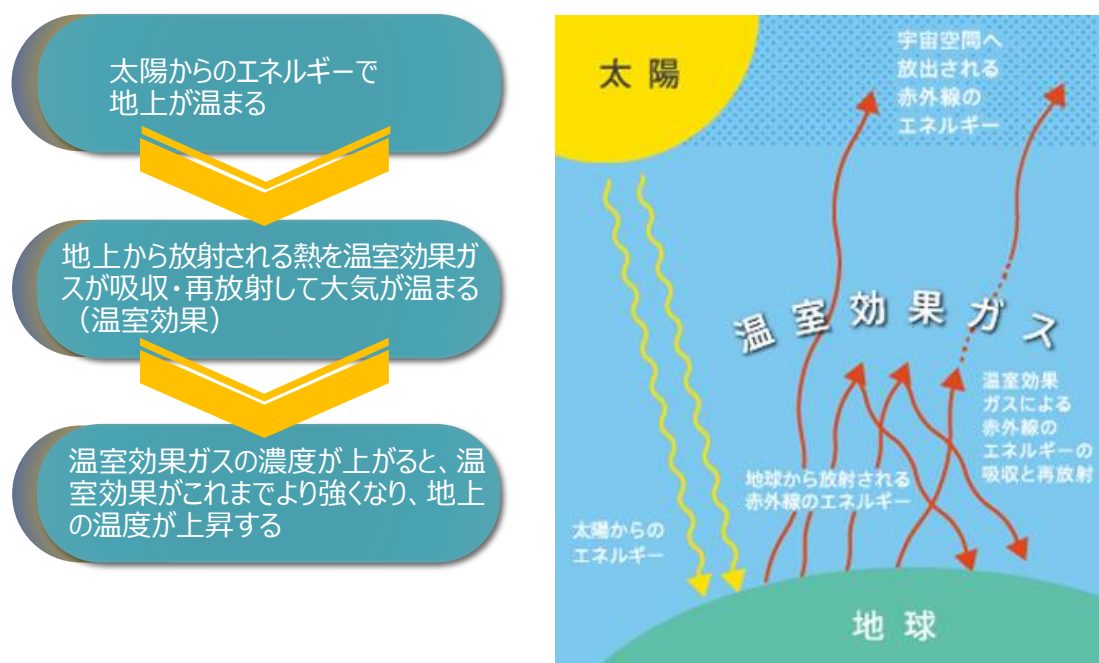 太陽からのエネルギーで
地上が温まる
地上から放射される熱を温室効果ガ
スが吸収・再放射して大気が温まる
（温室効果）
温室効果ガスの濃度が上がると、温
室効果がこれまでより強くなり、地上
の温度が上昇する
太陽
宇宙空間へ
放出される
赤外線の
エネルギー
温室効果ガス
温室効果
ガスによる
赤外線の
エネルギーの
吸収と再放射
地球から放射される
赤外線のエネルギー
太陽からの
エネルギー
地球